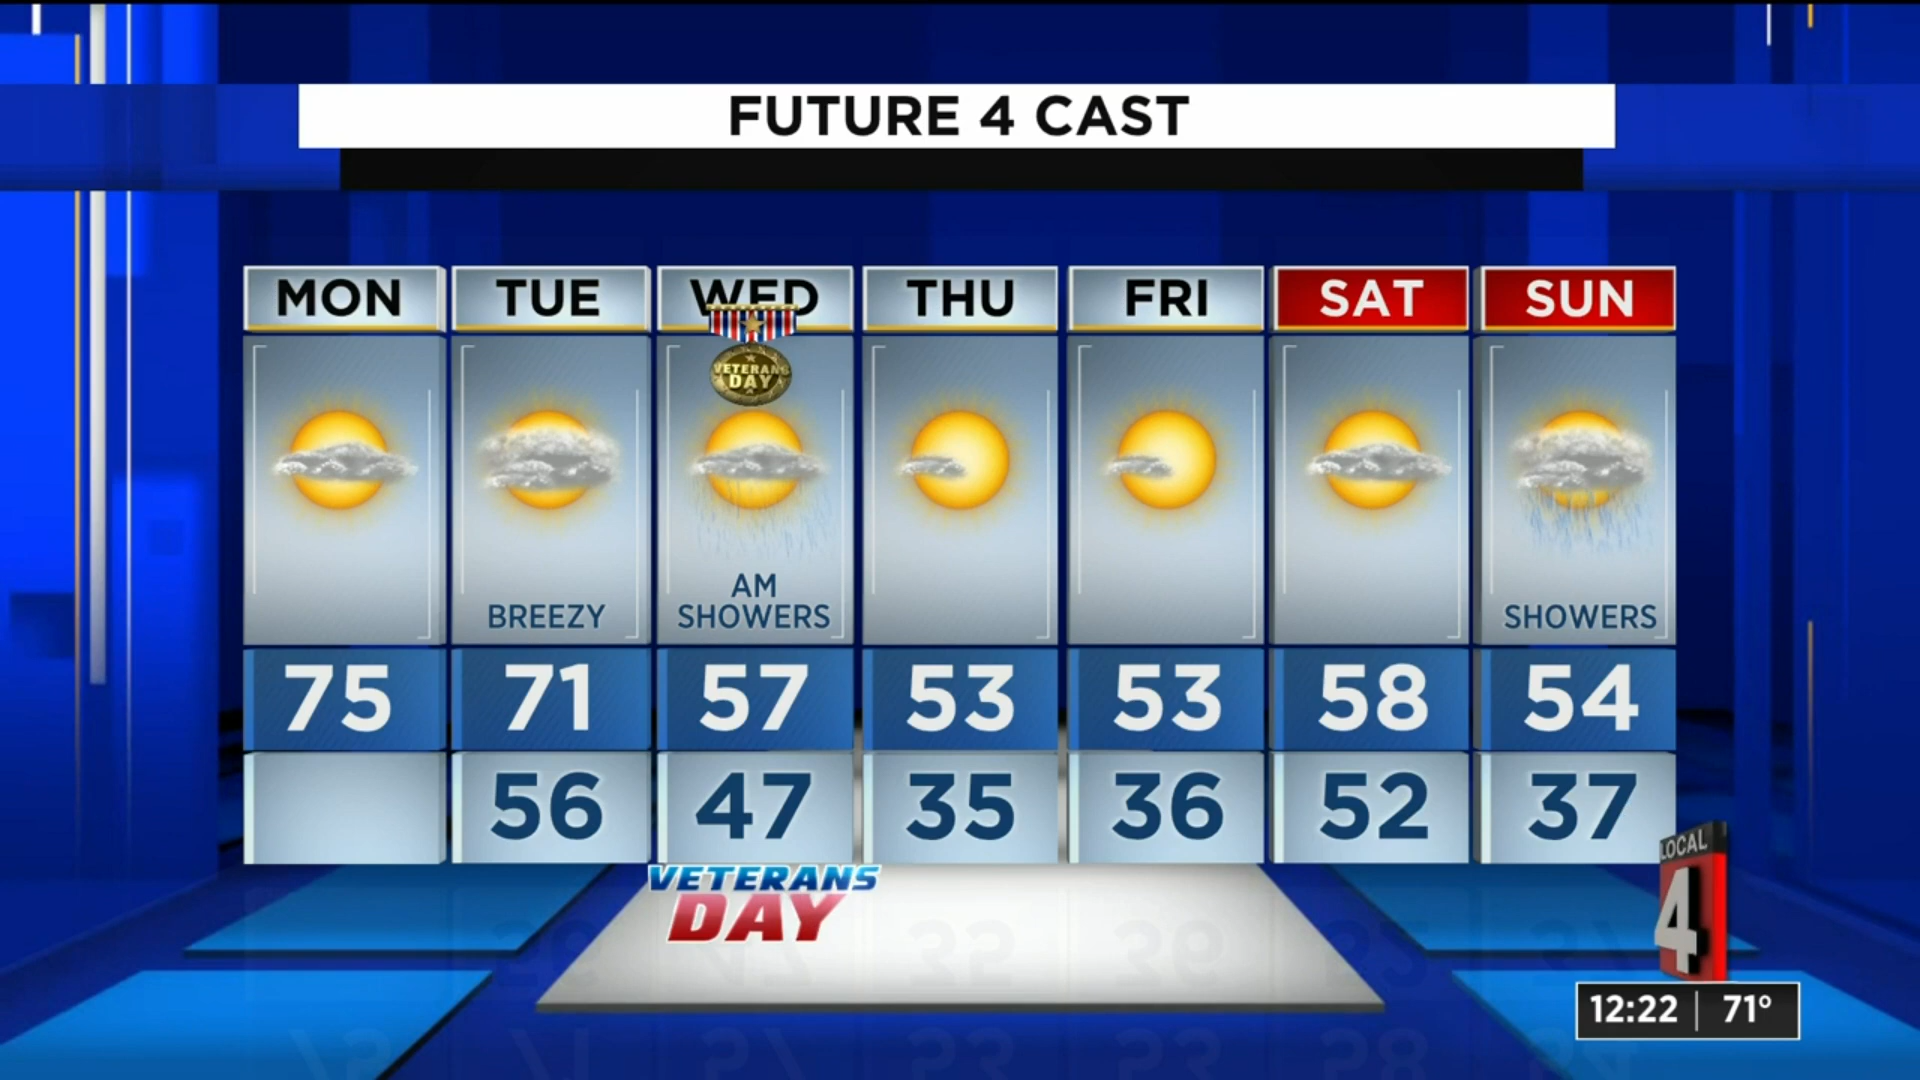 FUTURE 4 CAST
MON TUE WED THU FRI SAT SUN
VETERANS
DAY
AM
BREEZY SHOWERS SHOWERS
75 71 57 53 53 58 54
56 47 35 36 52 37
VETERANS
DAY
LOCAL
4
12:22 71°